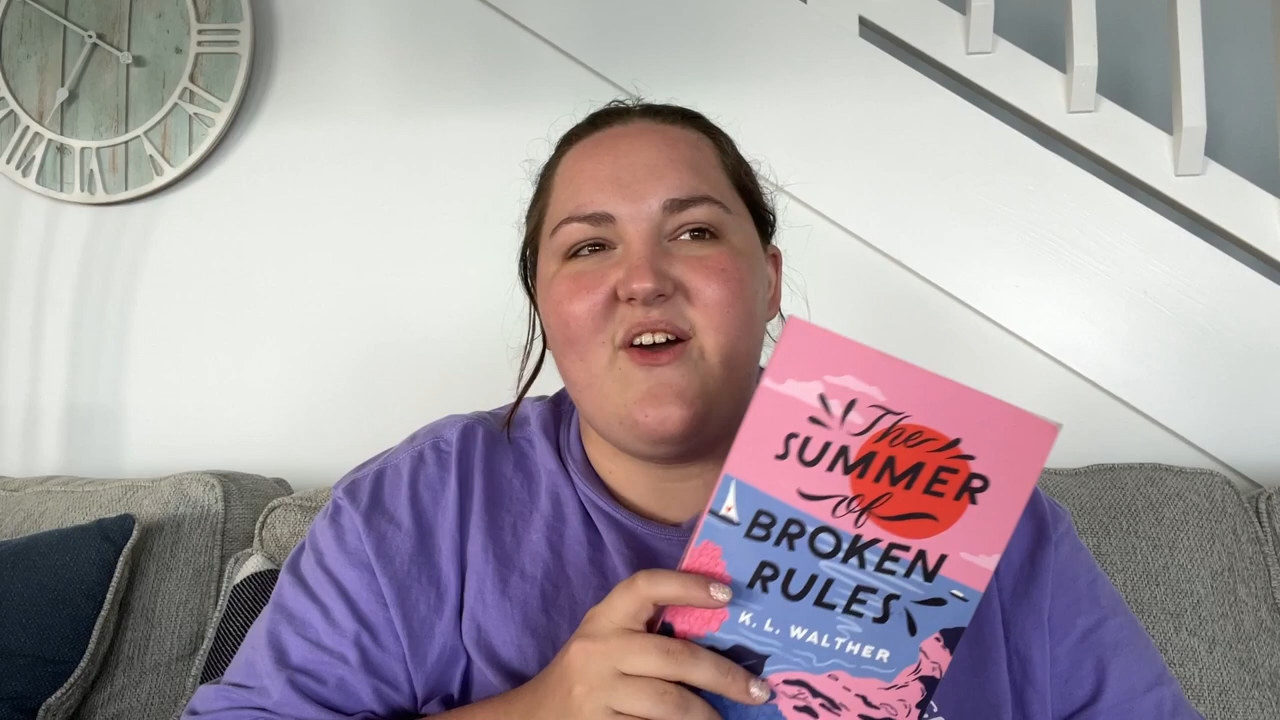 The
SUMMER
of
BROKEN
RULES
K. L. WALTHER